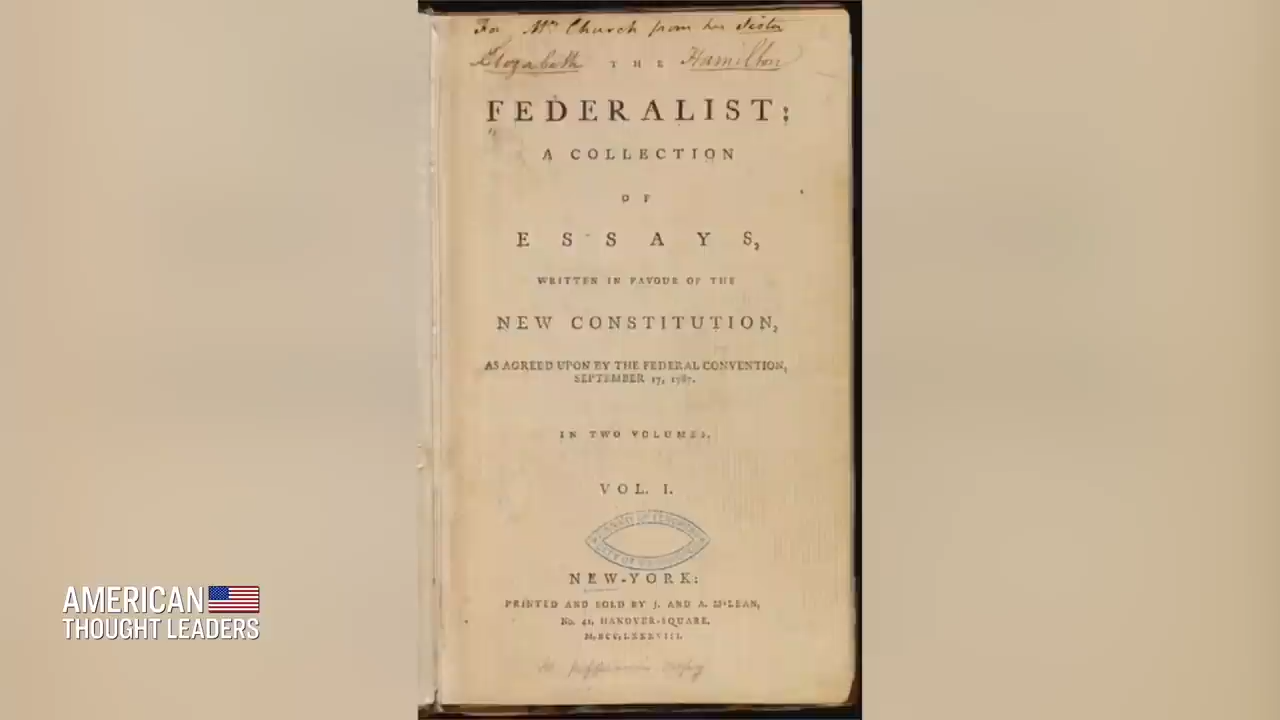 For Mrs Church from her Sister
Elizabeth Hamilton
THE
FEDERALIST;
A COLLECTION
OF
ESSAYS,
WRITTEN IN FAVOUR OF THE
NEW CONSTITUTION,
AS AGREED UPON BY THE FEDERAL CONVENTION,
SEPTEMBER 17, 1787.
IN TWO VOLUMES.
VOL. I.
NEW-YORK:
PRINTED AND SOLD BY J. AND A. M'LEAN,
No. 41, HANOVER-SQUARE.
M,DCC,LXXXVIII.
AMERICAN
THOUGHT LEADERS